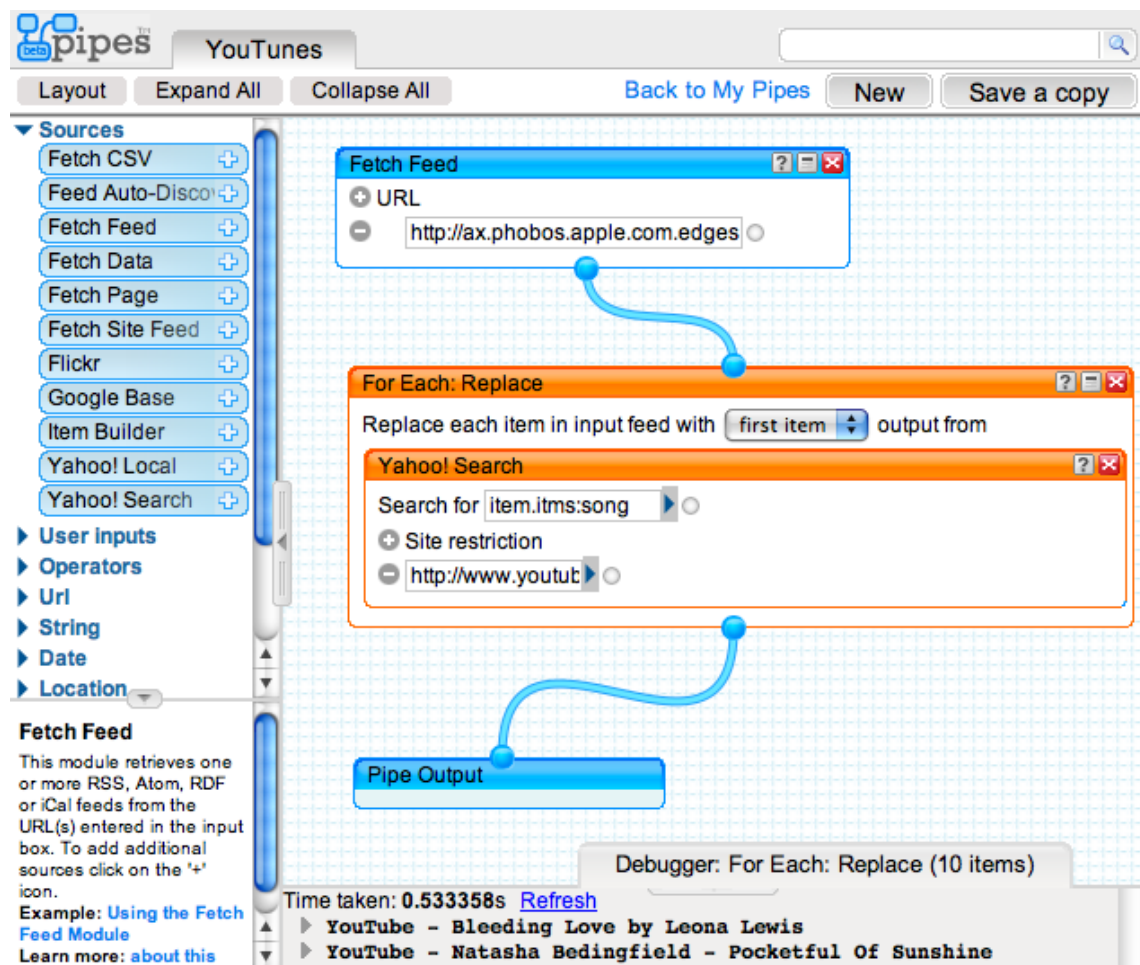 beta pipes™ YouTunes
Layout Expand All Collapse All Back to My Pipes New Save a copy
Sources
Fetch CSV
Feed Auto-Disco
Fetch Feed
Fetch Data
Fetch Page
Fetch Site Feed
Flickr
Google Base
Item Builder
Yahoo! Local
Yahoo! Search
User inputs
Operators
Url
String
Date
Location
Fetch Feed
This module retrieves one
or more RSS, Atom, RDF
or iCal feeds from the
URL(s) entered in the input
box. To add additional
sources click on the '+'
icon.
Example: Using the Fetch
Feed Module
Learn more: about this
Fetch Feed
URL
http://ax.phobos.apple.com.edges
For Each: Replace
Replace each item in input feed with first item output from
Yahoo! Search
Search for item.itms:song
Site restriction
http://www.youtub
Pipe Output
Debugger: For Each: Replace (10 items)
Time taken: 0.533358s Refresh
YouTube - Bleeding Love by Leona Lewis
YouTube - Natasha Bedingfield - Pocketful Of Sunshine